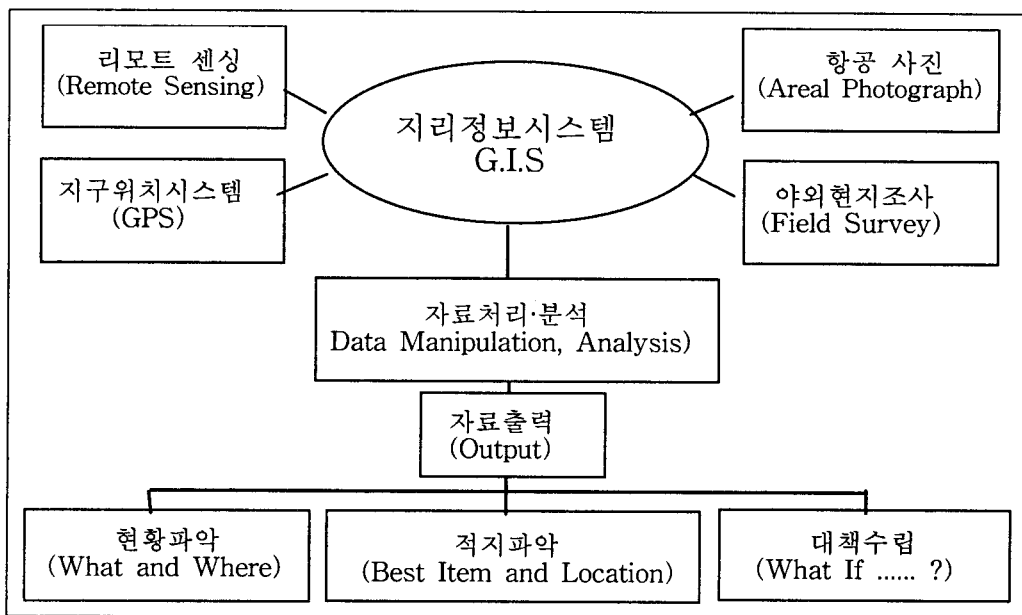 리모트 센싱
(Remote Sensing)
항공 사진
(Areal Photograph)
지리정보시스템
G.I.S
지구위치시스템
(GPS)
야외현지조사
(Field Survey)
자료처리·분석
Data Manipulation, Analysis)
자료출력
(Output)
현황파악
(What and Where)
적지파악
(Best Item and Location)
대책수립
(What If ...... ?)